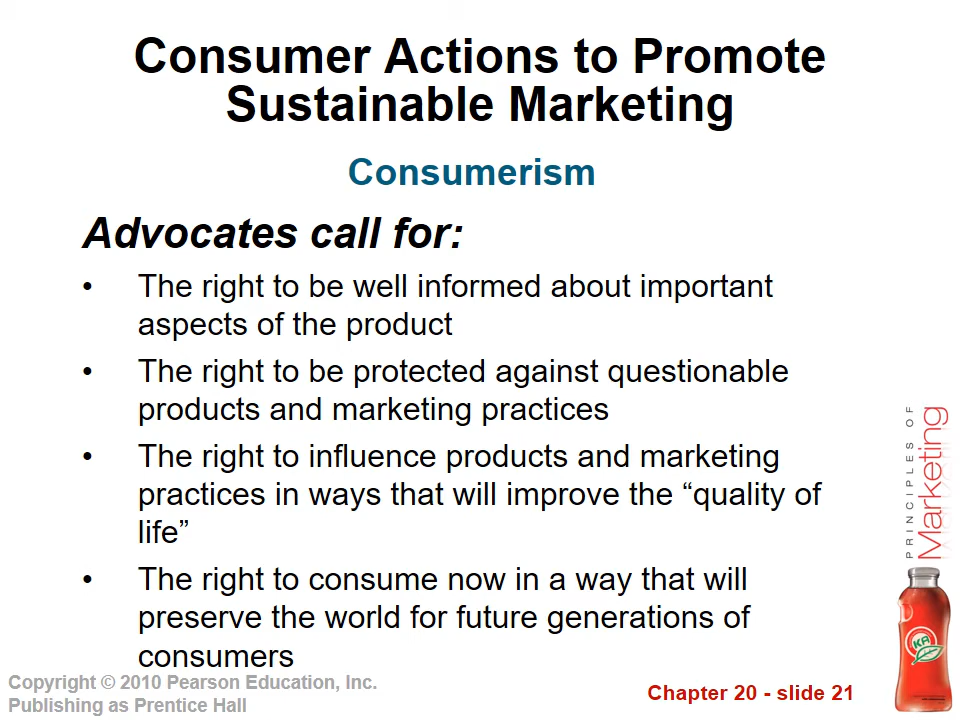 Consumer Actions to Promote
Sustainable Marketing
Consumerism
Advocates call for:
• The right to be well informed about important
aspects of the product
• The right to be protected against questionable
products and marketing practices
• The right to influence products and marketing
practices in ways that will improve the “quality of
life”
• The right to consume now in a way that will
preserve the world for future generations of
consumers
PRINCIPLES OF
Marketing
KR
Copyright © 2010 Pearson Education, Inc.
Publishing as Prentice Hall
Chapter 20 - slide 21